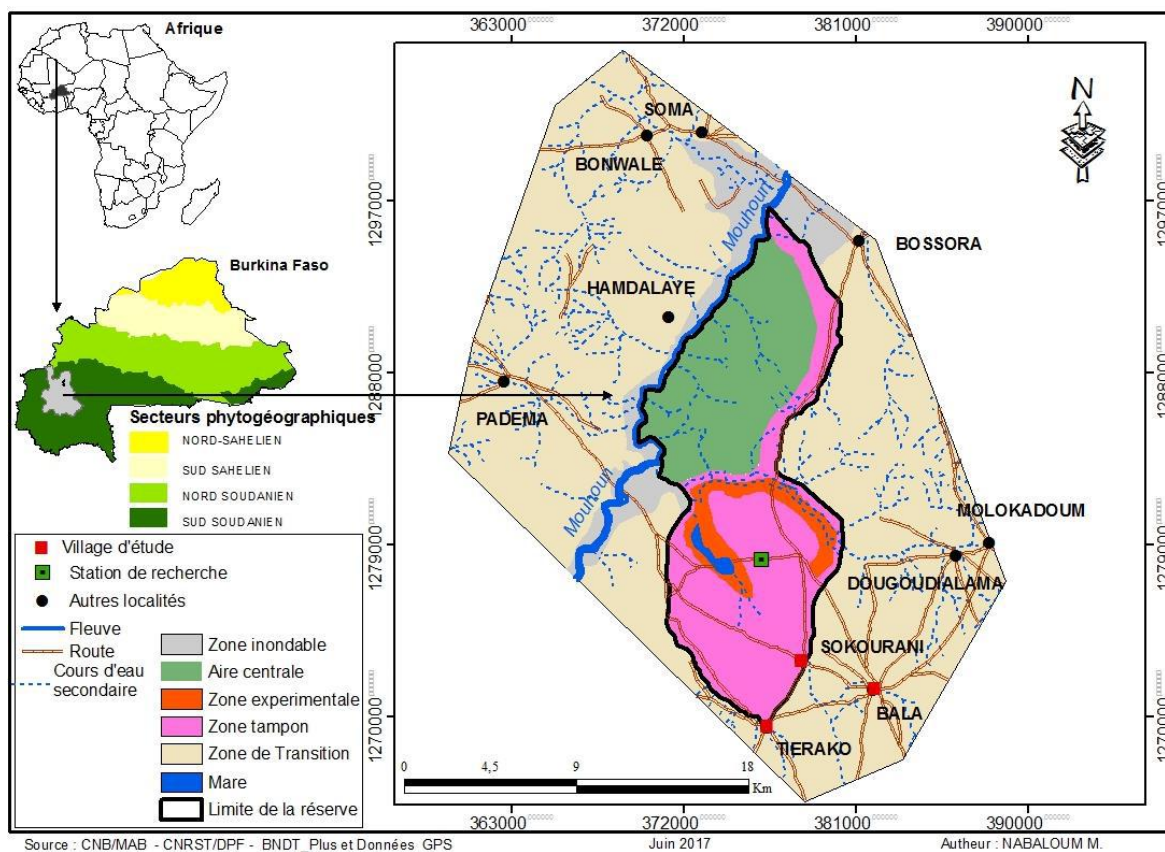 Afrique
Burkina Faso
Secteurs phytogéographiques
NORD-SAHELIEN
SUD SAHELIEN
NORD SOUDANIEN
SUD SOUDANIEN
Village d'étude
Station de recherche
Autres localités
Fleuve
Route
Cours d'eau
secondaire
Zone inondable
Aire centrale
Zone experimentale
Zone tampon
Zone de Transition
Mare
Limite de la réserve
363000
372000
381000
390000
1297000
1288000
1279000
1270000
N
SOMA
BONWALE
Mouhoun
BOSSORA
HAMDALAYE
PADEMA
Mouhoun
MOLOKADOUM
DOUGOUDIALAMA
SOKOURANI
BALA
TIERAKO
0 4,5 9 18
Km
1297000
1288000
1279000
1270000
363000
372000
381000
390000
Source : CNB/MAB - CNRST/DPF - BNDT_Plus et Données GPS
Juin 2017
Autheur : NABALOUM M.